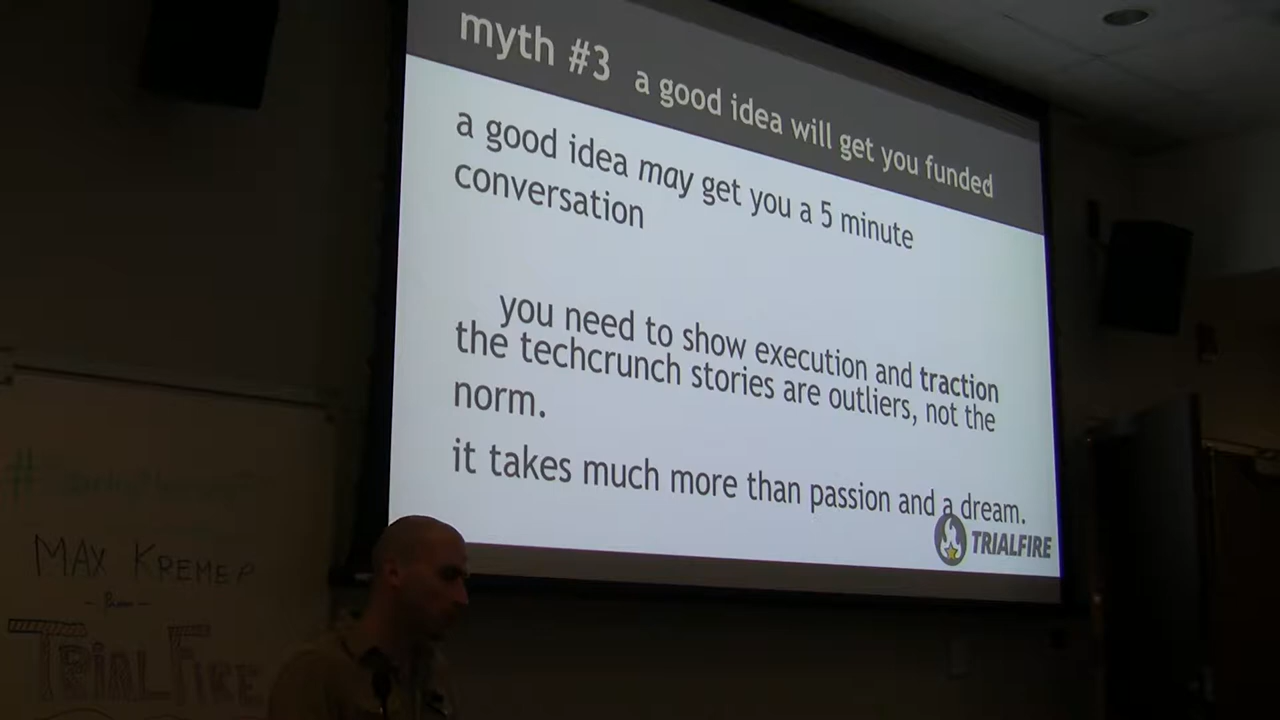 myth #3 a good idea will get you funded
a good idea may get you a 5 minute
conversation
you need to show execution and traction
the techcrunch stories are outliers, not the
norm.
it takes much more than passion and a dream.
TRIALFIRE
#
MAX KREMER
TRIALFIRE